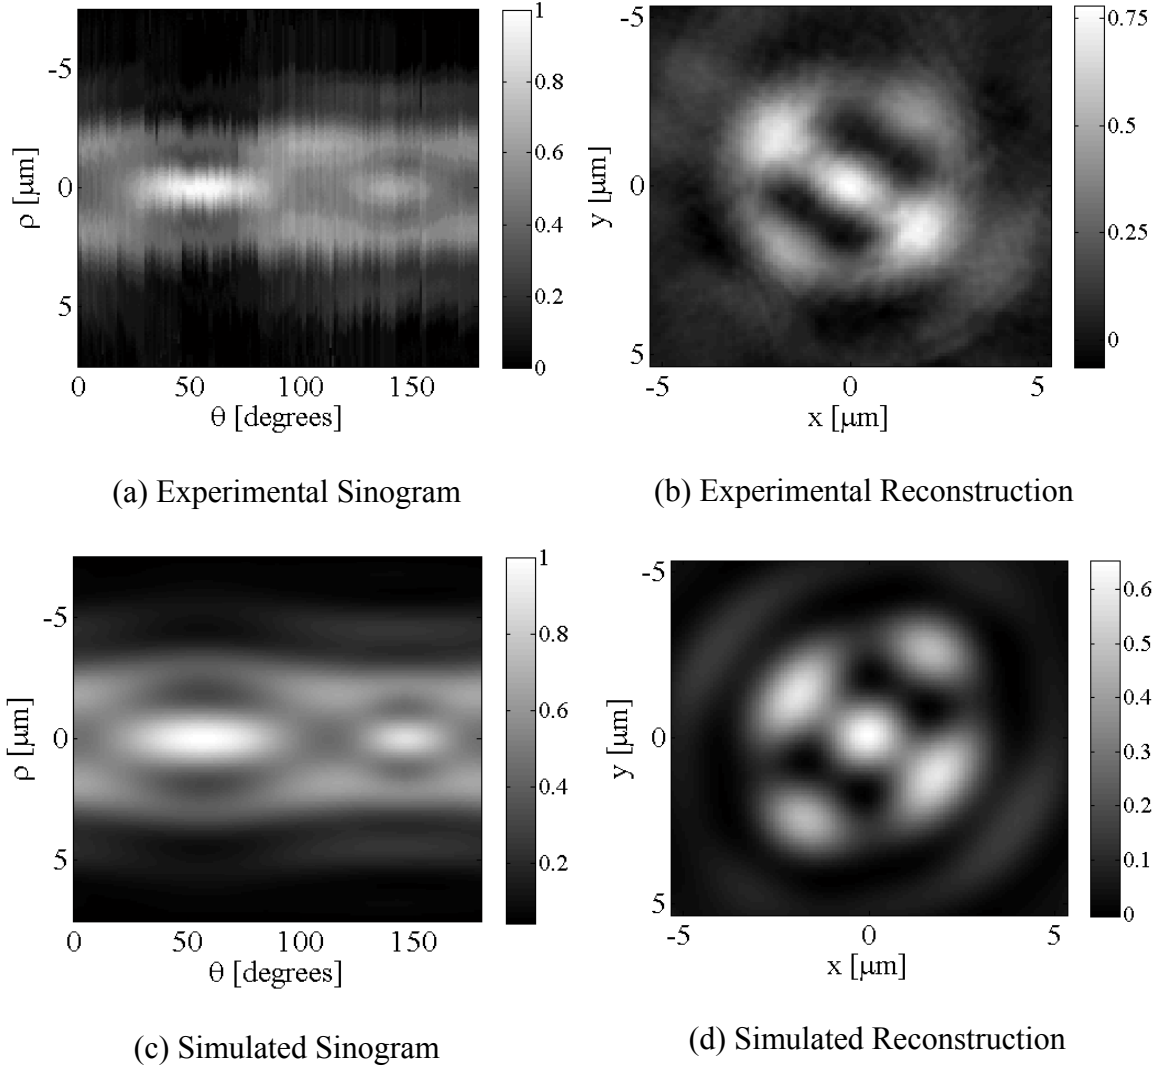 1
0.8
0.6
0.4
0.2
0
-5
0
5
ρ [μm]
0 50 100 150
θ [degrees]
0.75
0.25
0
-5
0
5
y [μm]
-5 0 5
x [μm]
(a) Experimental Sinogram
(b) Experimental Reconstruction
1
0.8
0.6
0.4
0.2
-5
0
5
ρ [μm]
0 50 100 150
θ [degrees]
0.6
0.5
0.4
0.3
0.2
0.1
0
-5
0
5
y [μm]
-5 0 5
x [μm]
(c) Simulated Sinogram
(d) Simulated Reconstruction